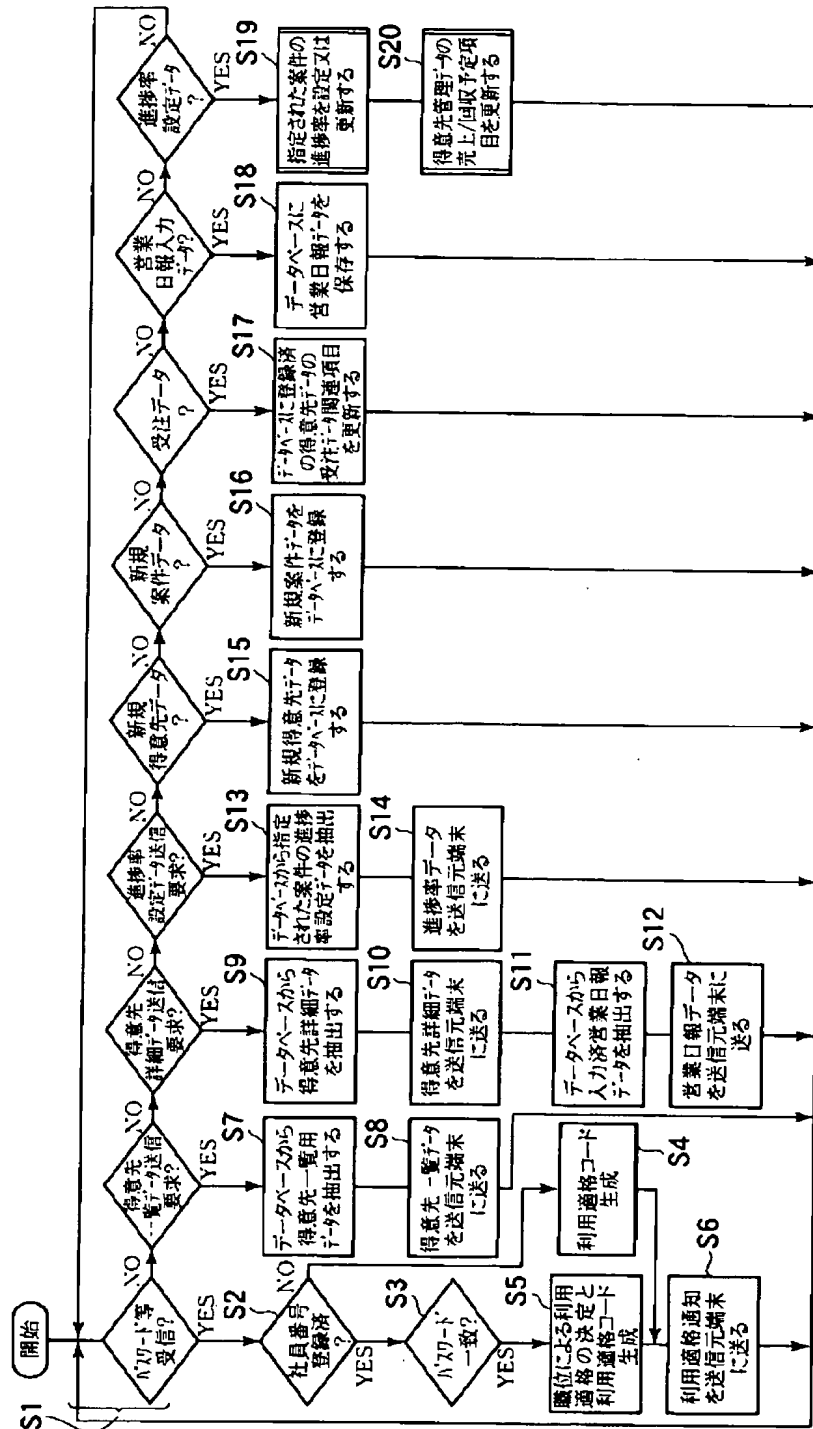 開始
S1
パスワード等
受信?
NO
YES
S2
社員番号
登録済
?
NO
YES
S3
パスワード
一致?
YES
S5
職位による利用
適格の決定と
利用適格コード
生成
S4
利用適格コード
生成
S6
利用適格通知
を送信元端末
に送る
得意先
一覧データ送信
要求?
NO
YES
S7
データベースから
得意先一覧用
データを抽出する
S8
得意先一覧データ
を送信元端末
に送る
得意先
詳細データ送信
要求?
NO
YES
S9
データベースから
得意先詳細データ
を抽出する
S10
得意先詳細データ
を送信元端末
に送る
S11
データベースから
入力済営業日報
データを抽出する
S12
営業日報データ
を送信元端末に
送る
進捗率
設定データ送信
要求?
NO
YES
S13
データベースから指定
された案件の進捗
率設定データを抽出
する
S14
進捗率データ
を送信元端末
に送る
新規
得意先データ
?
NO
YES
S15
新規得意先データ
をデータベースに登録
する
新規
案件データ
?
NO
YES
S16
新規案件データを
データベースに登録
する
受注データ
?
NO
YES
S17
データベースに登録済
の得意先データの
受注データ関連項目
を更新する
営業
日報入力
データ?
NO
YES
S18
データベースに
営業日報データを
保存する
進捗率
設定データ
?
NO
YES
S19
指定された案件の
進捗率を設定又は
更新する
S20
得意先管理データの
売上/回収予定項
目を更新する